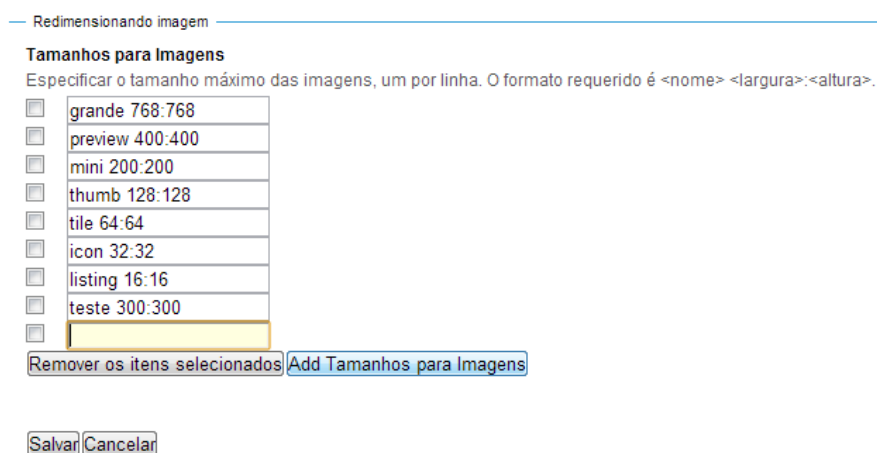 Redimensionando imagem
Tamanhos para Imagens
Especificar o tamanho máximo das imagens, um por linha. O formato requerido é <nome> <largura>:<altura>.
grande 768:768
preview 400:400
mini 200:200
thumb 128:128
tile 64:64
icon 32:32
listing 16:16
teste 300:300
Remover os itens selecionados Add Tamanhos para Imagens
Salvar Cancelar